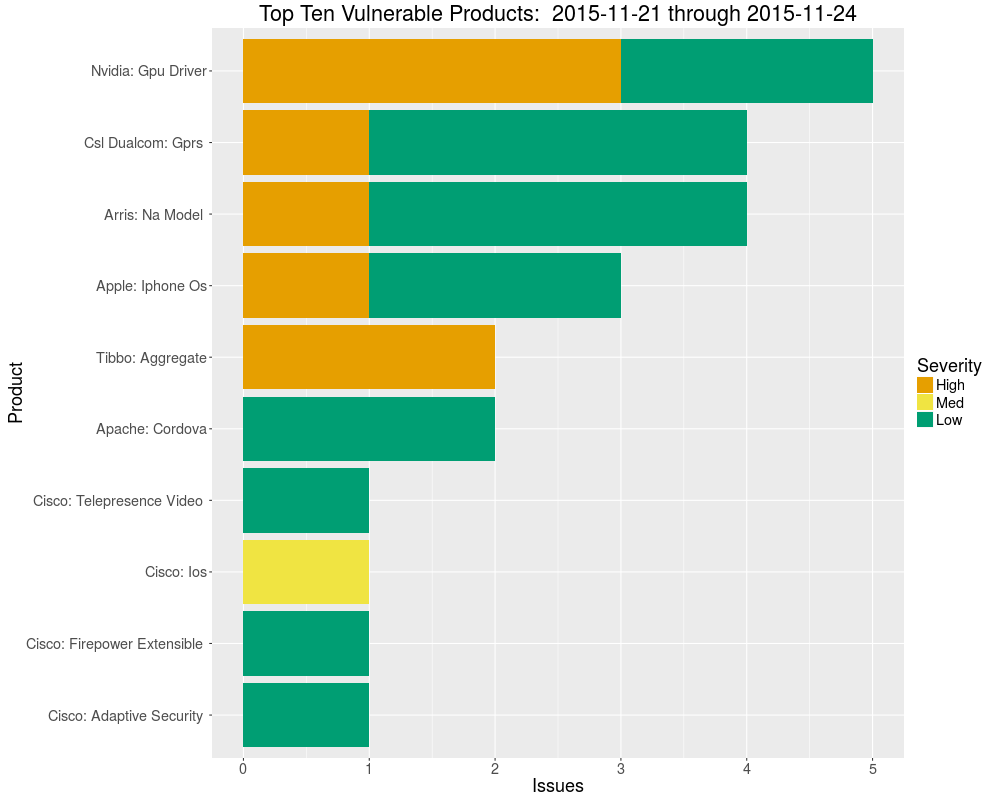 Top Ten Vulnerable Products:  2015-11-21 through 2015-11-24
Nvidia: Gpu Driver
Csl Dualcom: Gprs
Arris: Na Model
Apple: Iphone Os
Tibbo: Aggregate
Apache: Cordova
Cisco: Telepresence Video
Cisco: Ios
Cisco: Firepower Extensible
Cisco: Adaptive Security
Product
0 1 2 3 4 5
Issues
Severity
High
Med
Low